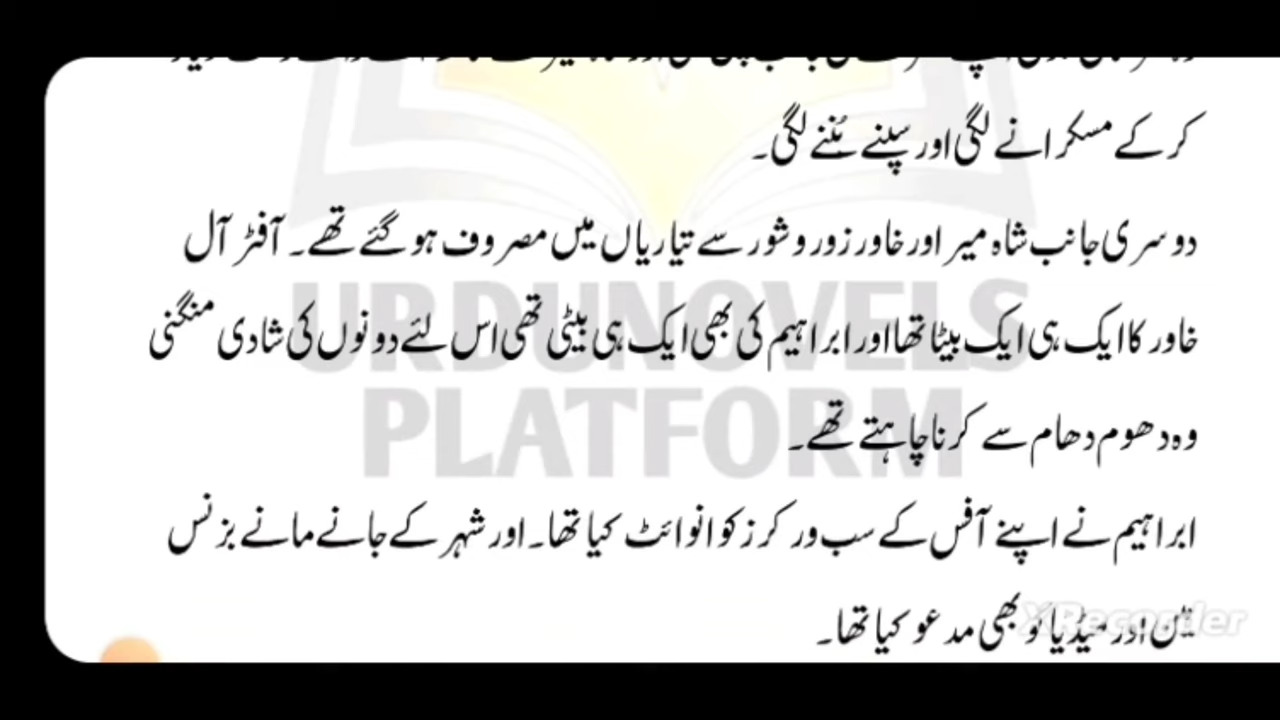 کر کے مسکرانے لگی اور سپنے بُننے لگی۔
دوسری جانب شاہ میر اور خاور زور و شور سے تیاریاں میں مصروف ہو گئے تھے۔ آفٹر آل
خاور کا ایک ہی ایک بیٹا تھا اور ابراہیم کی بھی ایک ہی بیٹی تھی اس لئے دونوں کی شادی منگنی
وہ دھوم دھام سے کرنا چاہتے تھے۔
ابراہیم نے اپنے آفس کے سب ورکرز کو انوائٹ کیا تھا۔ اور شہر کے جانے مانے بزنس
مین اور میڈیا کو بھی مدعو کیا تھا۔
URDUNOVELS
PLATFORM
XRecorder